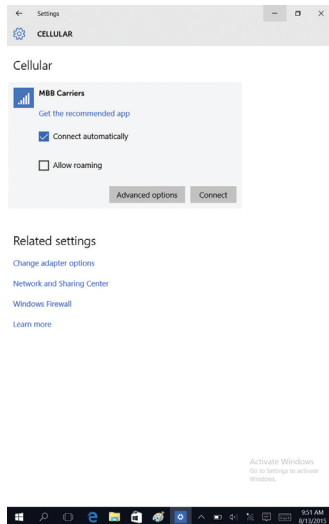 Settings
CELLULAR
Cellular
MBB Carriers
Get the recommended app
Connect automatically
Allow roaming
Advanced options
Connect
Related settings
Change adapter options
Network and Sharing Center
Windows Firewall
Learn more
Activate Windows
Go to Settings to activate
Windows.
9:51 AM
8/13/2015